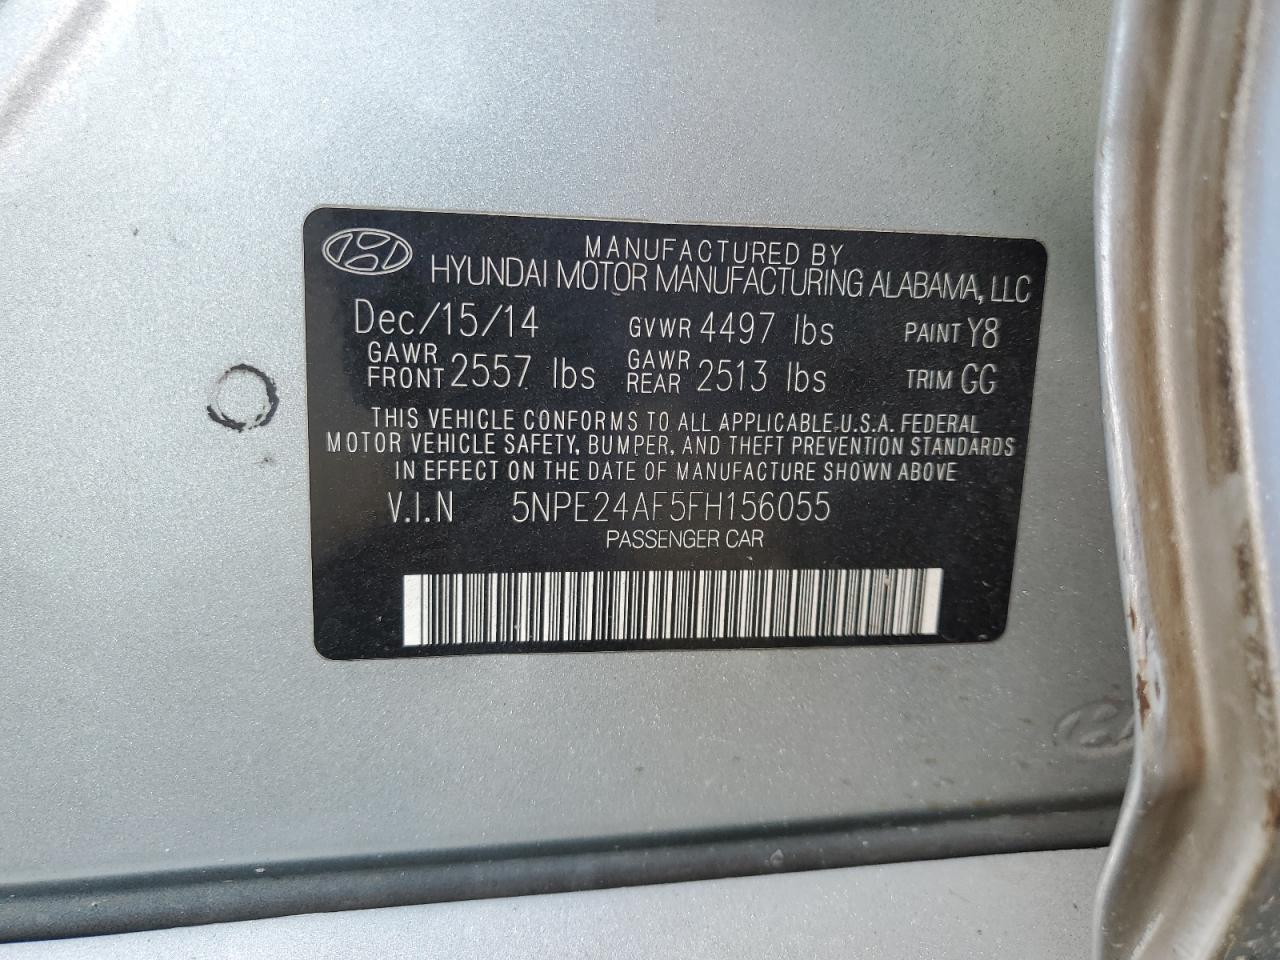 MANUFACTURED BY
HYUNDAI MOTOR MANUFACTURING ALABAMA, LLC
Dec/15/14 GVWR 4497 lbs PAINT Y8
GAWR FRONT 2557 lbs GAWR REAR 2513 lbs TRIM GG
THIS VEHICLE CONFORMS TO ALL APPLICABLE U.S.A. FEDERAL
MOTOR VEHICLE SAFETY, BUMPER, AND THEFT PREVENTION STANDARDS
IN EFFECT ON THE DATE OF MANUFACTURE SHOWN ABOVE
V.I.N 5NPE24AF5FH156055
PASSENGER CAR